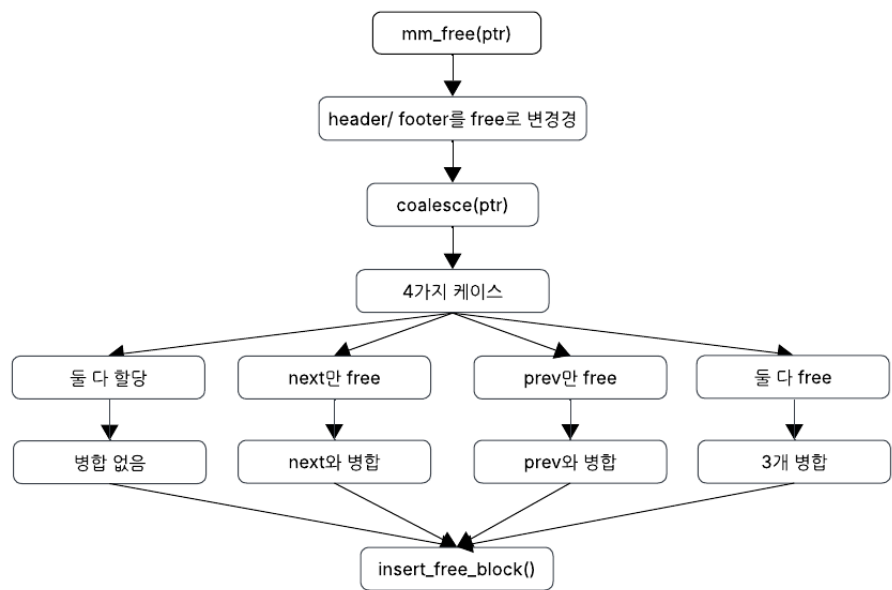 mm_free(ptr)
header/ footer를 free로 변경경
coalesce(ptr)
4가지 케이스
둘 다 할당
next만 free
prev만 free
둘 다 free
병합 없음
next와 병합
prev와 병합
3개 병합
insert_free_block()